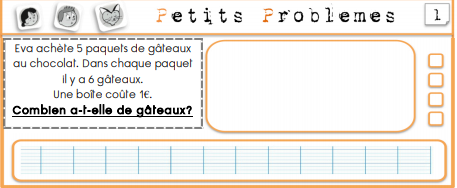 Petits Problemes
1
Eva achète 5 paquets de gâteaux
au chocolat. Dans chaque paquet
il y a 6 gâteaux.
Une boîte coûte 1€.
Combien a-t-elle de gâteaux?